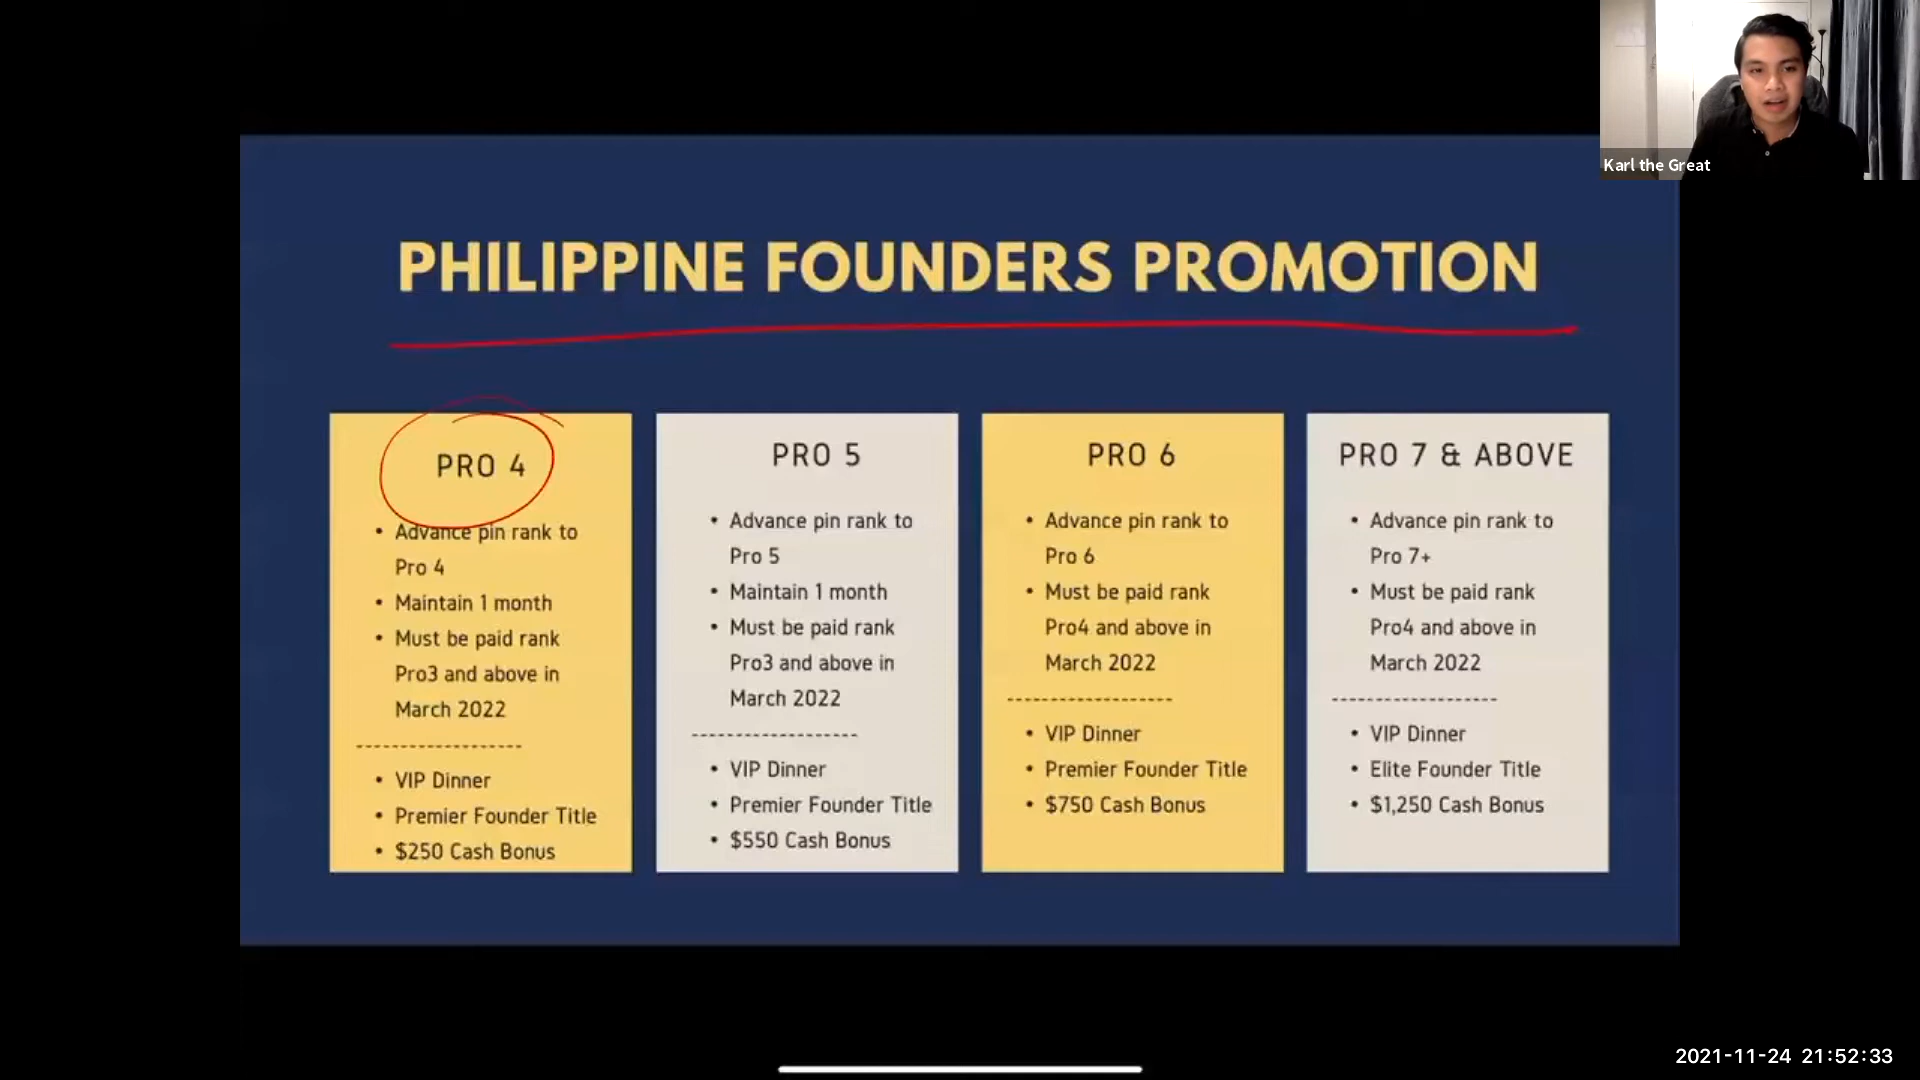 Karl the Great
PHILIPPINE FOUNDERS PROMOTION
PRO 4
• Advance pin rank to
Pro 4
• Maintain 1 month
• Must be paid rank
Pro3 and above in
March 2022
-------------------
• VIP Dinner
• Premier Founder Title
• $250 Cash Bonus
PRO 5
• Advance pin rank to
Pro 5
• Maintain 1 month
• Must be paid rank
Pro3 and above in
March 2022
-------------------
• VIP Dinner
• Premier Founder Title
• $550 Cash Bonus
PRO 6
• Advance pin rank to
Pro 6
• Must be paid rank
Pro4 and above in
March 2022
-------------------
• VIP Dinner
• Premier Founder Title
• $750 Cash Bonus
PRO 7 & ABOVE
• Advance pin rank to
Pro 7+
• Must be paid rank
Pro4 and above in
March 2022
-------------------
• VIP Dinner
• Elite Founder Title
• $1,250 Cash Bonus
2021-11-24 21:52:33